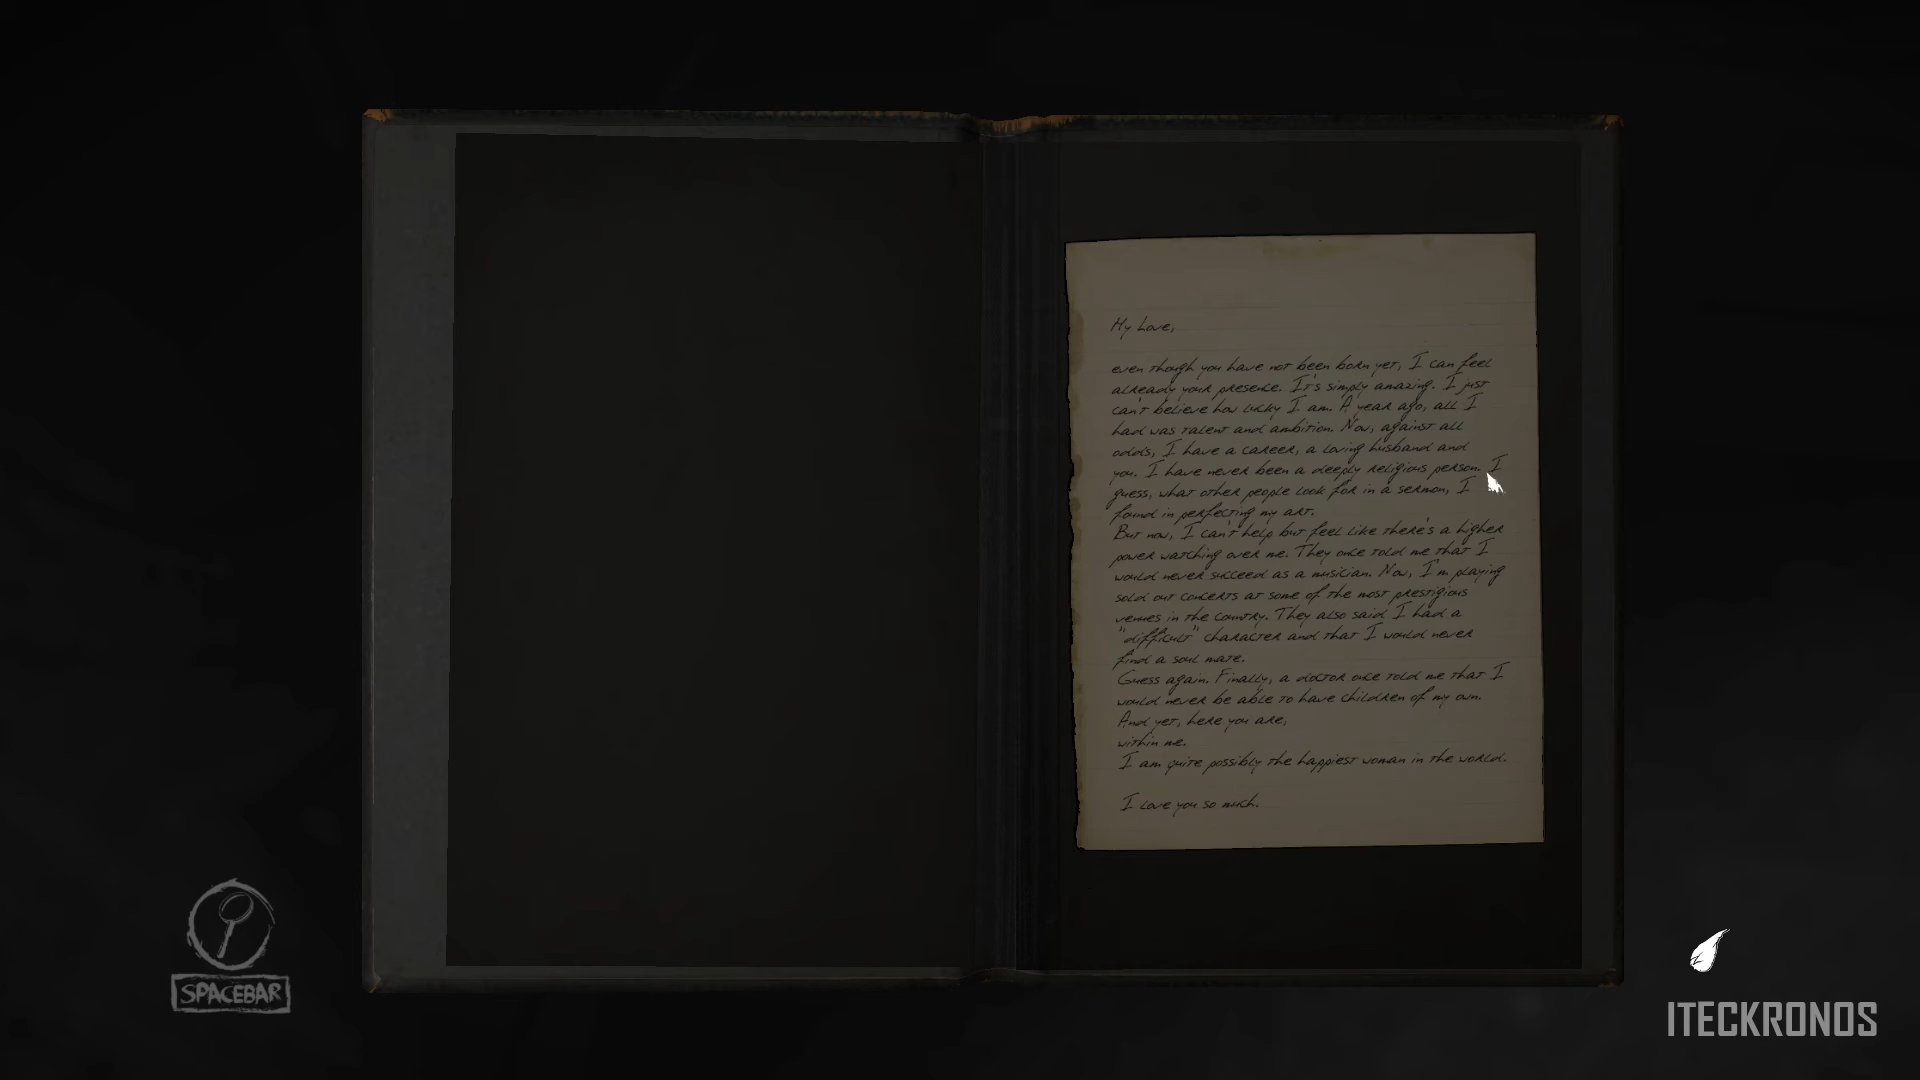 My Love,
even though you have not been born yet, I can feel
already your presence. It's simply amazing. I just
can't believe how lucky I am. A year ago, all I
had was talent and ambition. Now, against all
odds, I have a career, a loving husband and
you. I have never been a deeply religious person. I
guess, what other people look for in a sermon, I
found in perfecting my art.
But now, I can't help but feel like there's a higher
power watching over me. They once told me that I
would never succeed as a musician. Now, I'm playing
sold out concerts at some of the most prestigious
venues in the country. They also said I had a
"difficult" character and that I would never
find a soul mate.
Guess again. Finally, a doctor once told me that I
would never be able to have children of my own.
And yet, here you are,
within me.
I am quite possibly the happiest woman in the world.
I love you so much.
SPACEBAR
ITECKRONOS